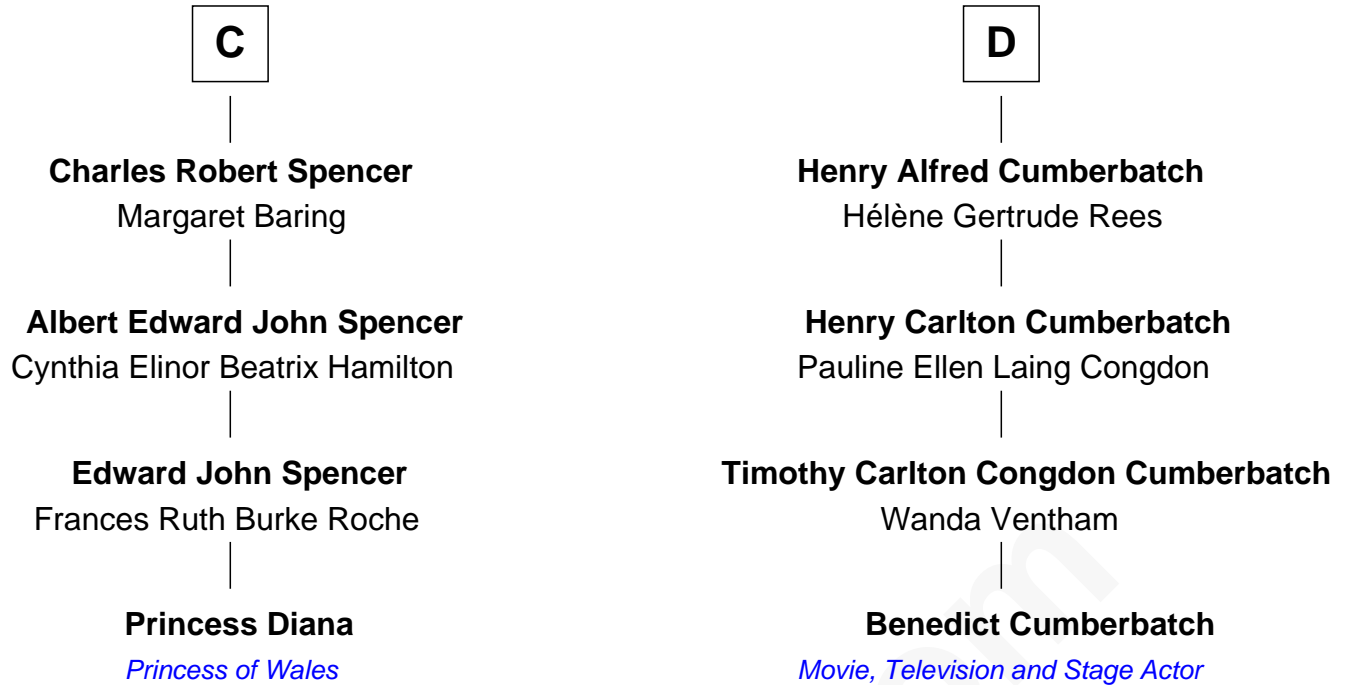 C
Charles Robert Spencer
Margaret Baring
Albert Edward John Spencer
Cynthia Elinor Beatrix Hamilton
Edward John Spencer
Frances Ruth Burke Roche
Princess Diana
Princess of Wales
D
Henry Alfred Cumberbatch
Hélène Gertrude Rees
Henry Carlton Cumberbatch
Pauline Ellen Laing Congdon
Timothy Carlton Congdon Cumberbatch
Wanda Ventham
Benedict Cumberbatch
Movie, Television and Stage Actor